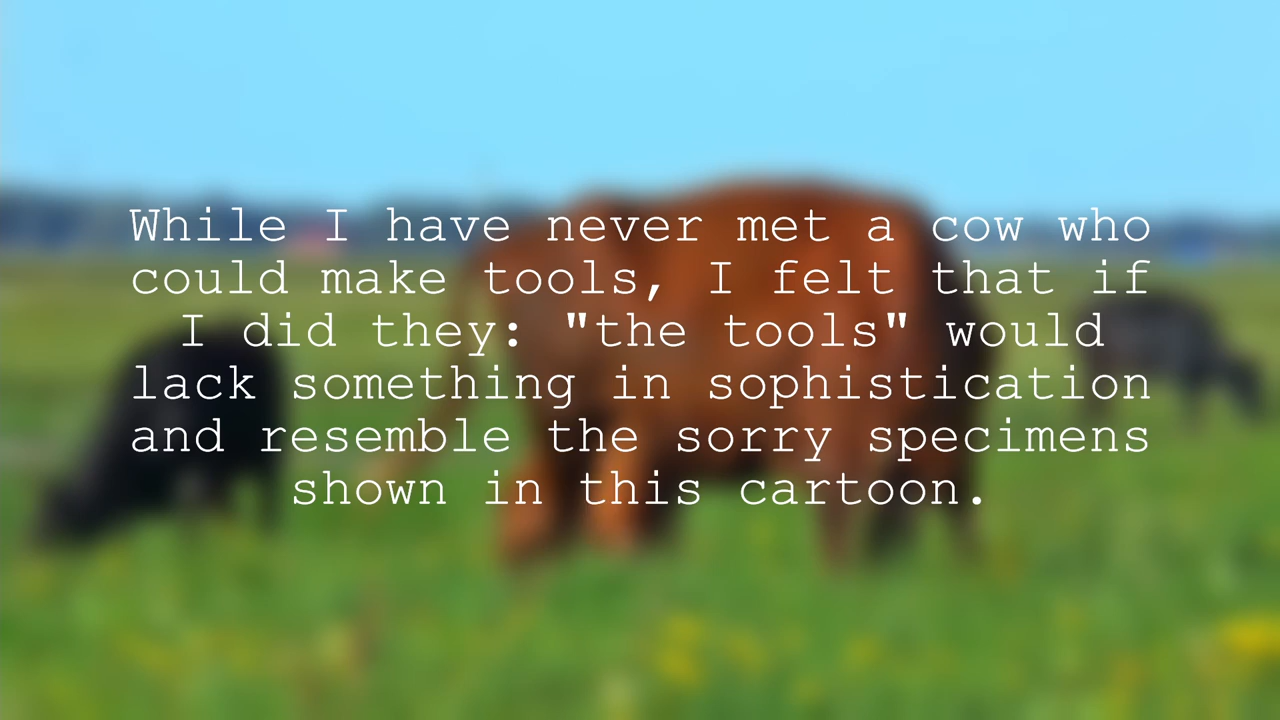 While I have never met a cow who
could make tools, I felt that if
I did they: "the tools" would
lack something in sophistication
and resemble the sorry specimens
shown in this cartoon.